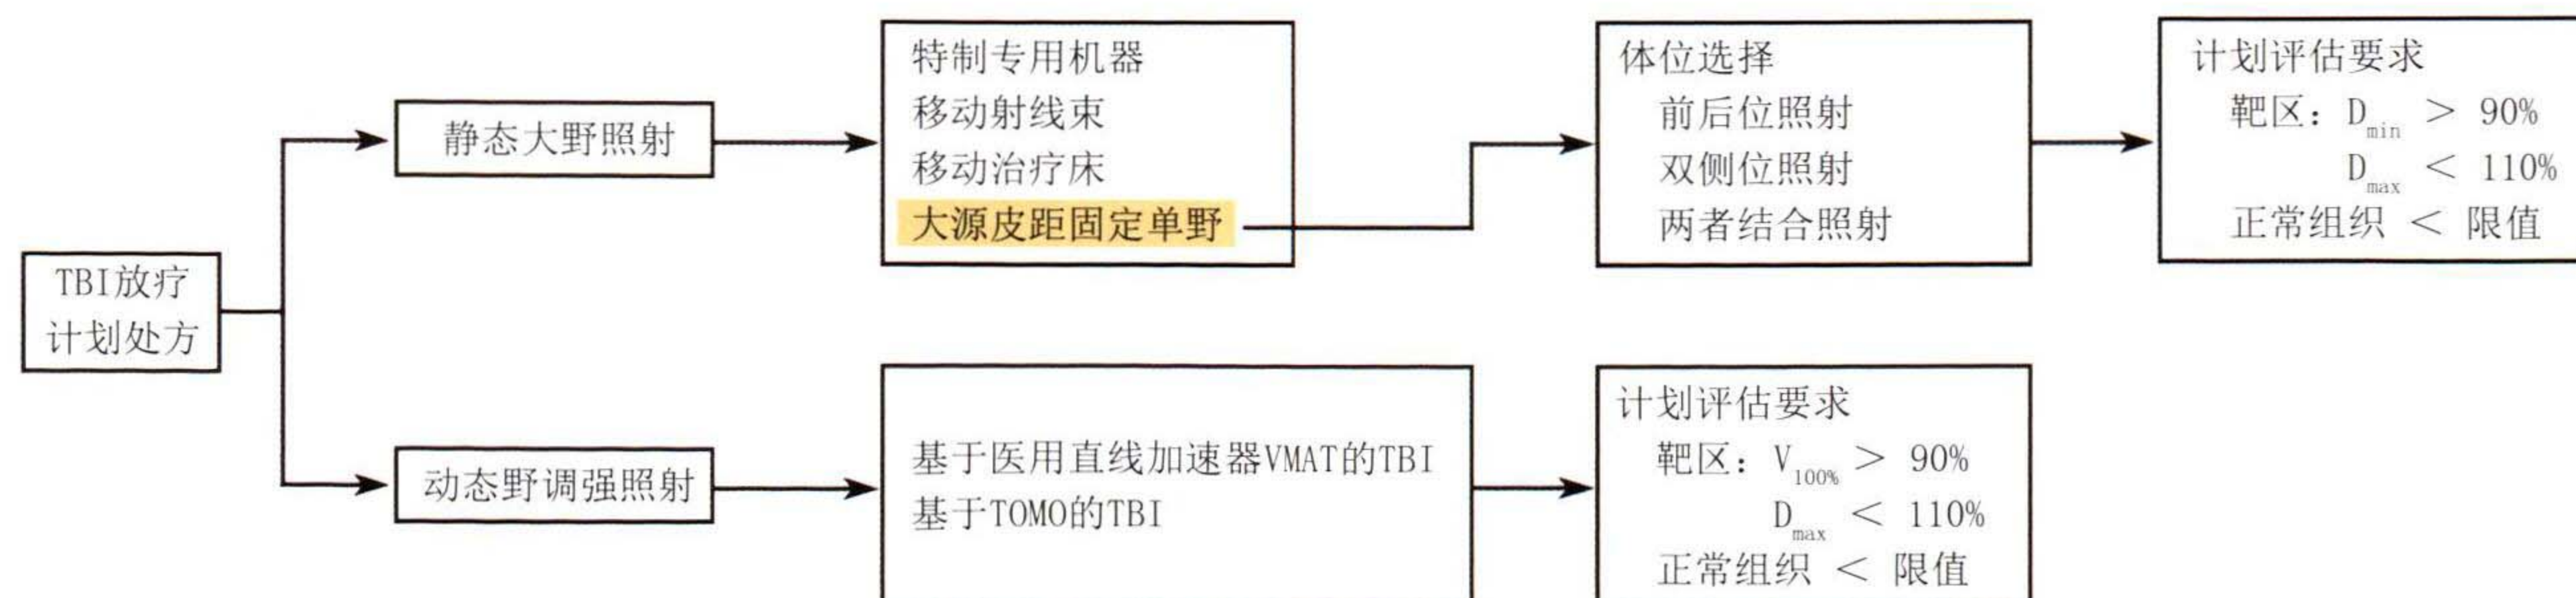 TBI放疗
计划处方
静态大野照射
特制专用机器
移动射线束
移动治疗床
大源皮距固定单野
体位选择
前后位照射
双侧位照射
两者结合照射
计划评估要求
靶区：Dmin > 90%
Dmax < 110%
正常组织 < 限值
动态野调强照射
基于医用直线加速器VMAT的TBI
基于TOMO的TBI
计划评估要求
靶区：V100% > 90%
Dmax < 110%
正常组织 < 限值